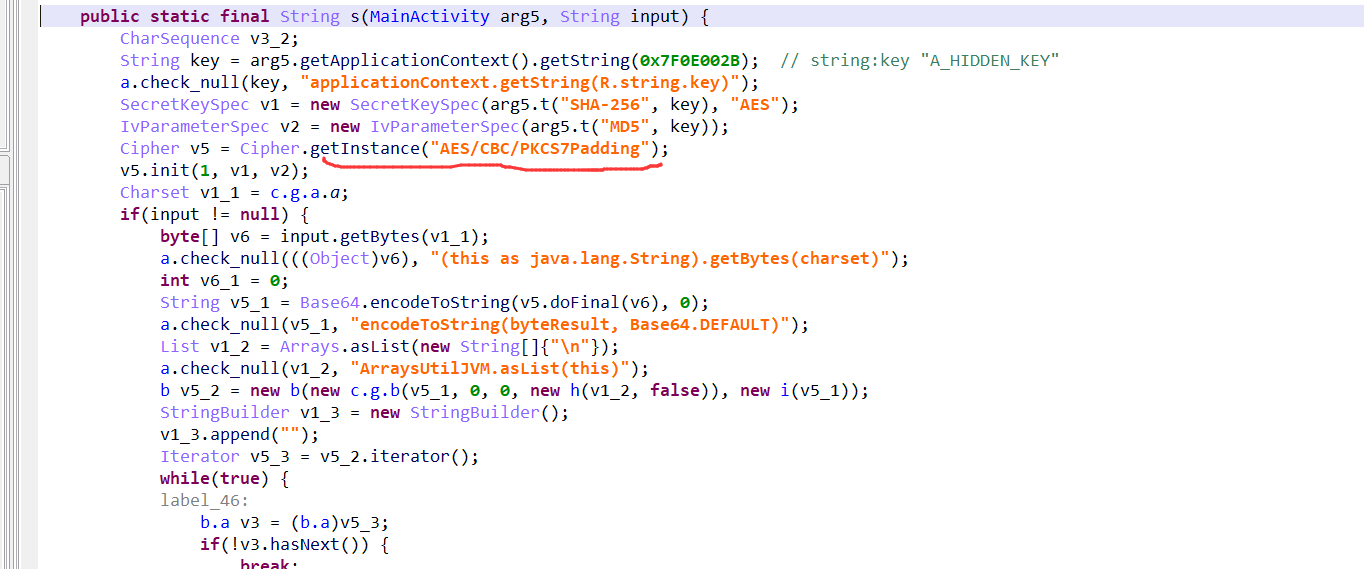 public static final String s(MainActivity arg5, String input) {
CharSequence v3_2;
String key = arg5.getApplicationContext().getString(0x7F0E002B);  // string:key "A_HIDDEN_KEY"
a.check_null(key, "applicationContext.getString(R.string.key)");
SecretKeySpec v1 = new SecretKeySpec(arg5.t("SHA-256", key), "AES");
IvParameterSpec v2 = new IvParameterSpec(arg5.t("MD5", key));
Cipher v5 = Cipher.getInstance("AES/CBC/PKCS7Padding");
v5.init(1, v1, v2);
Charset v1_1 = c.g.a.a;
if(input != null) {
byte[] v6 = input.getBytes(v1_1);
a.check_null(((Object)v6), "(this as java.lang.String).getBytes(charset)");
int v6_1 = 0;
String v5_1 = Base64.encodeToString(v5.doFinal(v6), 0);
a.check_null(v5_1, "encodeToString(byteResult, Base64.DEFAULT)");
List v1_2 = Arrays.asList(new String[]{"\n"});
a.check_null(v1_2, "ArraysUtilJVM.asList(this)");
b v5_2 = new b(new c.g.b(v5_1, 0, 0, new h(v1_2, false)), new i(v5_1));
StringBuilder v1_3 = new StringBuilder();
v1_3.append("");
Iterator v5_3 = v5_2.iterator();
while(true) {
label_46:
b.a v3 = (b.a)v5_3;
if(!v3.hasNext()) {
break;